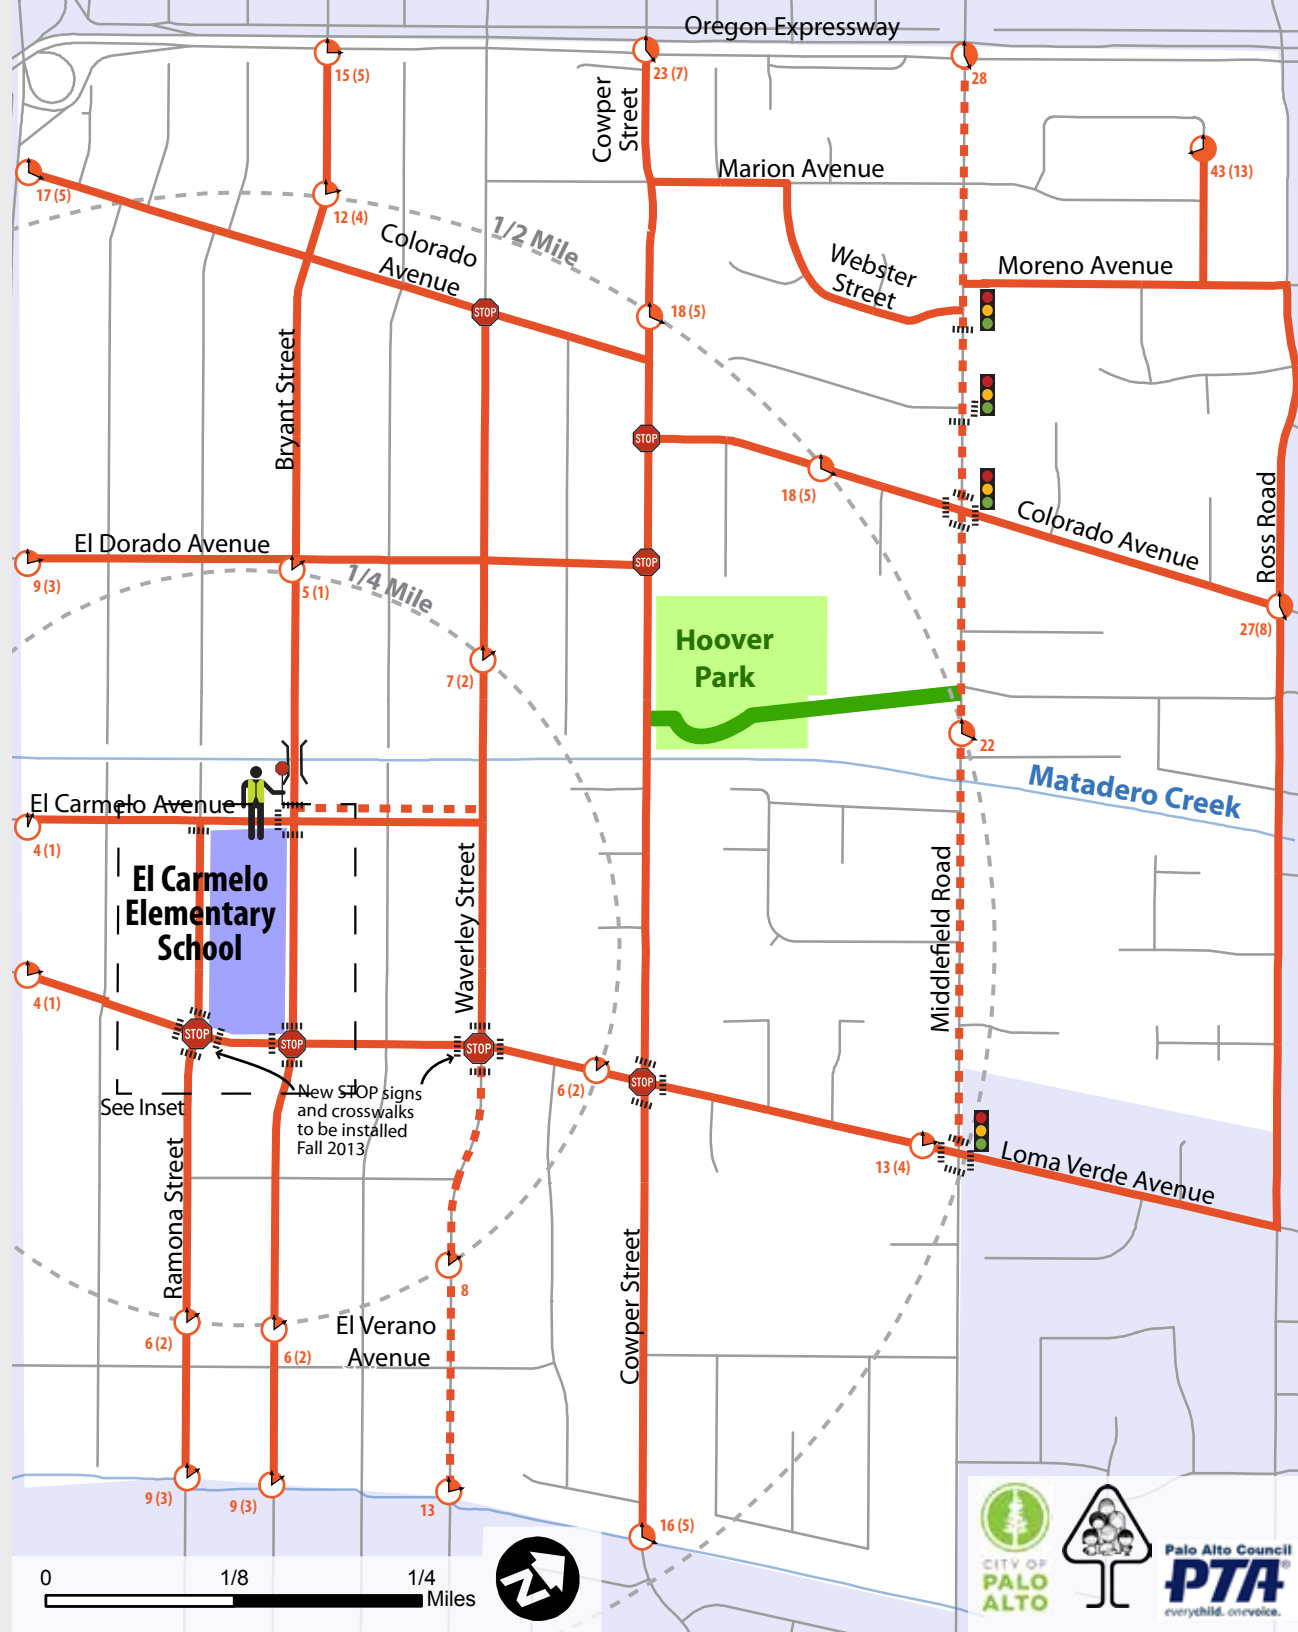 Oregon Expressway
15 (5)
23 (7)
28
Cowper
Street
Marion Avenue
43 (13)
17 (5)
12 (4)
1/2 Mile
Colorado
Avenue
Webster
Street
Moreno Avenue
STOP
18 (5)
Bryant Street
STOP
18 (5)
Colorado Avenue
Ross Road
El Dorado Avenue
STOP
9 (3)
5 (1)
1/4 Mile
27(8)
Hoover
Park
7 (2)
22
Matadero Creek
El Carmelo Avenue
4 (1)
El Carmelo
Elementary
School
Waverley Street
Middlefield Road
4 (1)
STOP
STOP
STOP
STOP
6 (2)
New STOP signs
and crosswalks
to be installed
Fall 2013
See Inset
13 (4)
Loma Verde Avenue
Ramona Street
Cowper Street
8
6 (2)
6 (2)
El Verano
Avenue
9 (3)
9 (3)
13
16 (5)
0 1/8 1/4
Miles
N
CITY OF
PALO
ALTO
Palo Alto Council
PTA®
everychild. onevoice.